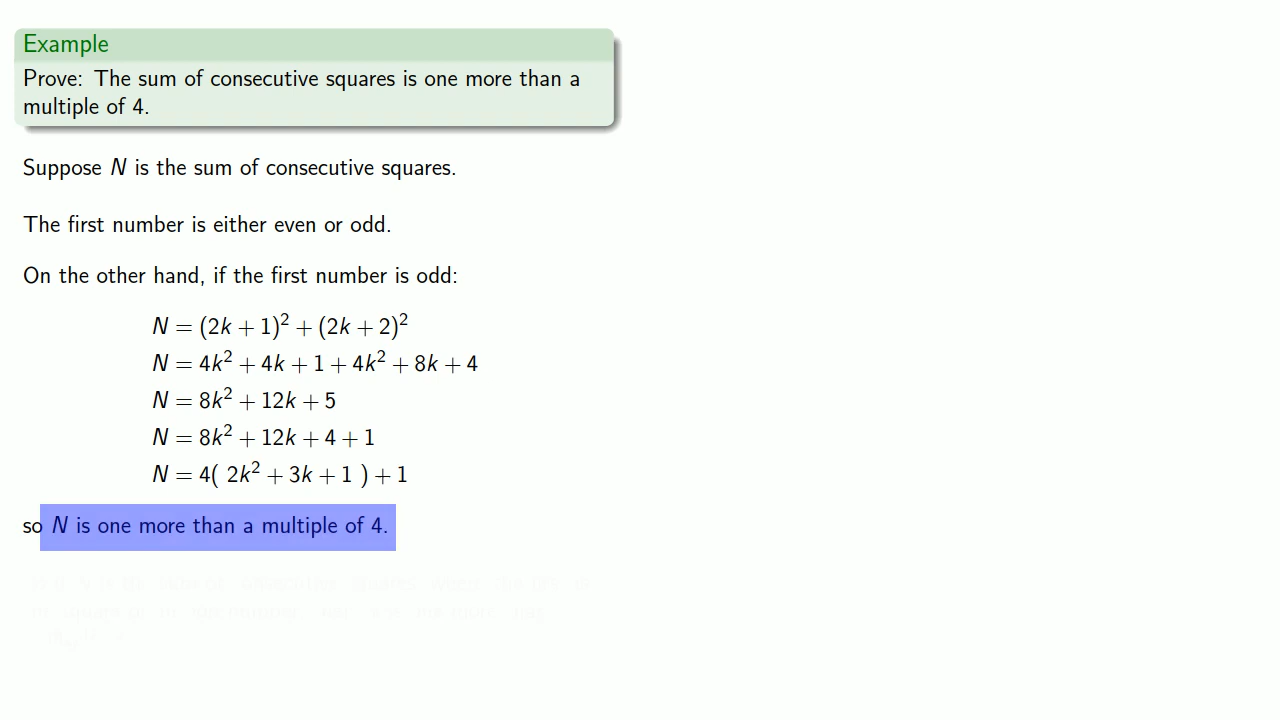 Example
Prove: The sum of consecutive squares is one more than a
multiple of 4.
Suppose N is the sum of consecutive squares.
The first number is either even or odd.
On the other hand, if the first number is odd:
N = (2k + 1)² + (2k + 2)²
N = 4k² + 4k + 1 + 4k² + 8k + 4
N = 8k² + 12k + 5
N = 8k² + 12k + 4 + 1
N = 4( 2k² + 3k + 1 ) + 1
so N is one more than a multiple of 4.